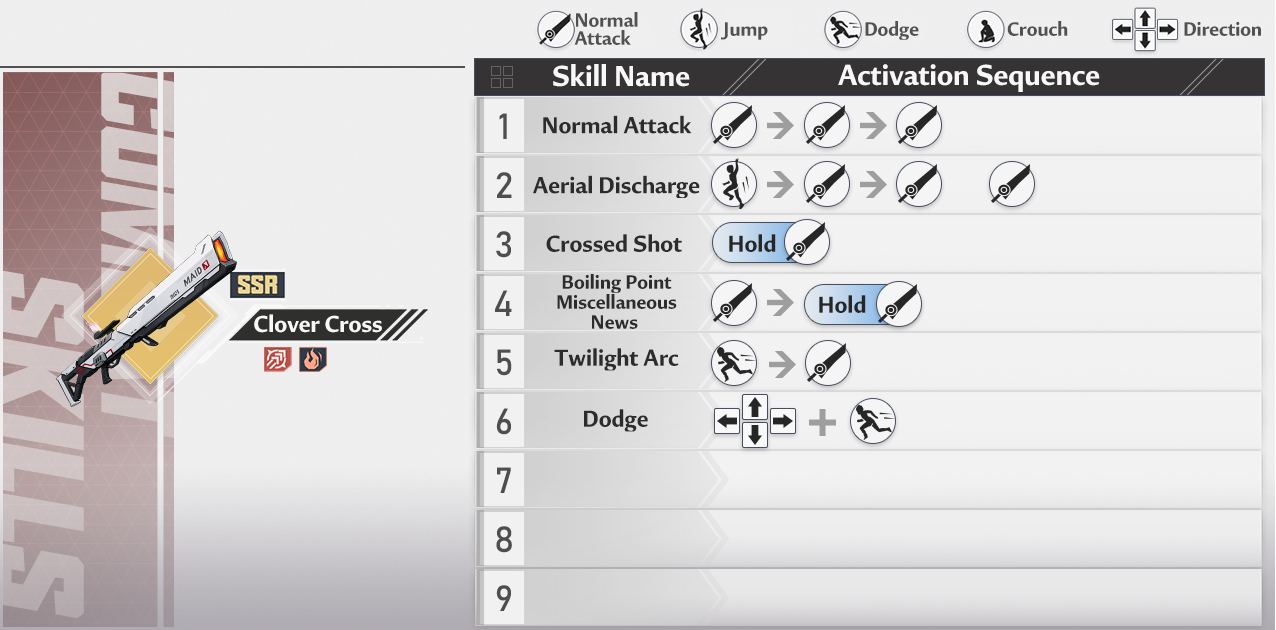 Normal
Attack
Jump
Dodge
Crouch
Direction
Skill Name
Activation Sequence
COMBAT
SKILLS
MAID
SSR
Clover Cross
1
Normal Attack
2
Aerial Discharge
3
Crossed Shot
Hold
4
Boiling Point
Miscellaneous
News
Hold
5
Twilight Arc
6
Dodge
7
8
9